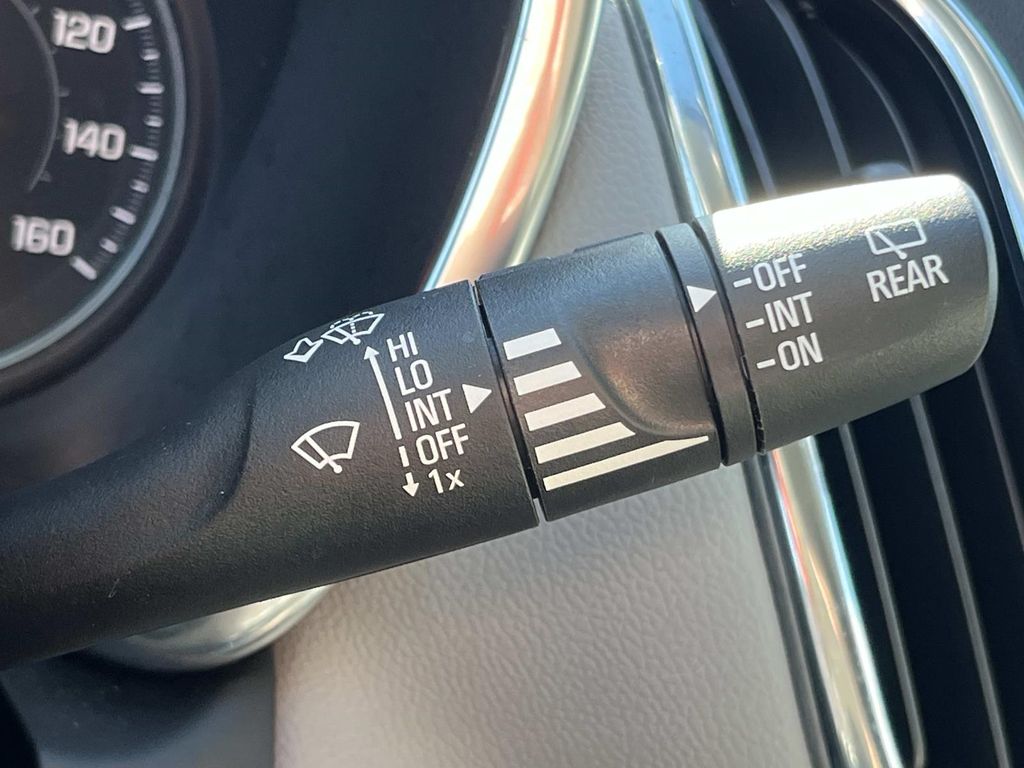 120
140
160
HI
LO
INT
OFF
1x
-OFF
-INT
-ON
REAR